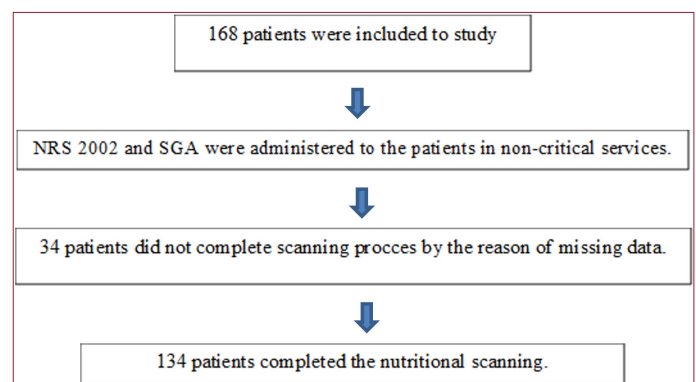 168 patients were included to study
NRS 2002 and SGA were administered to the patients in non-critical services.
34 patients did not complete scanning procces by the reason of missing data.
134 patients completed the nutritional scanning.